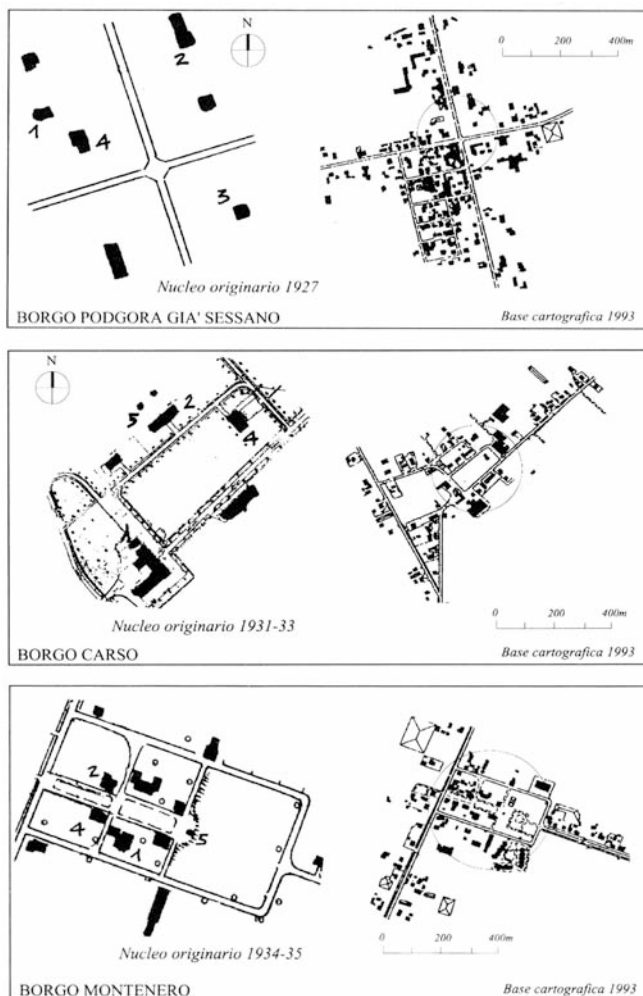 2
N
0 200 400m
1
4
3
Nucleo originario 1927
BORGO PODGORA GIÀ' SESSANO
Base cartografica 1993
N
2
5
4
1
Nucleo originario 1931-33
0 200 400m
BORGO CARSO
Base cartografica 1993
2
4
1
5
Nucleo originario 1934-35
0 200 400m
BORGO MONTENERO
Base cartografica 1993